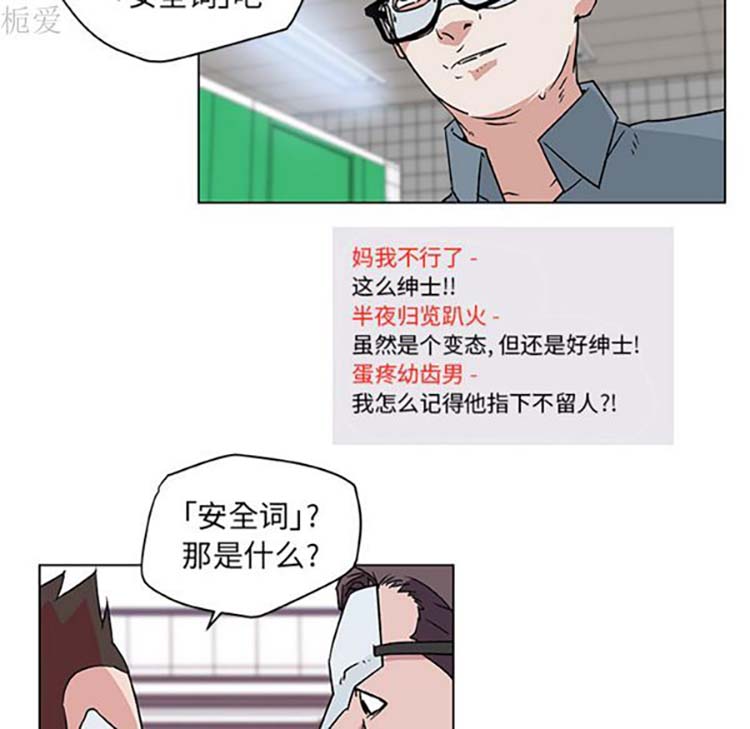 栀爱
「安全词」吧
妈我不行了 -
这么绅士!!
半夜归览趴火 -
虽然是个变态, 但还是好绅士!
蛋疼幼齿男 -
我怎么记得他指下不留人?!
「安全词」?
那是什么?